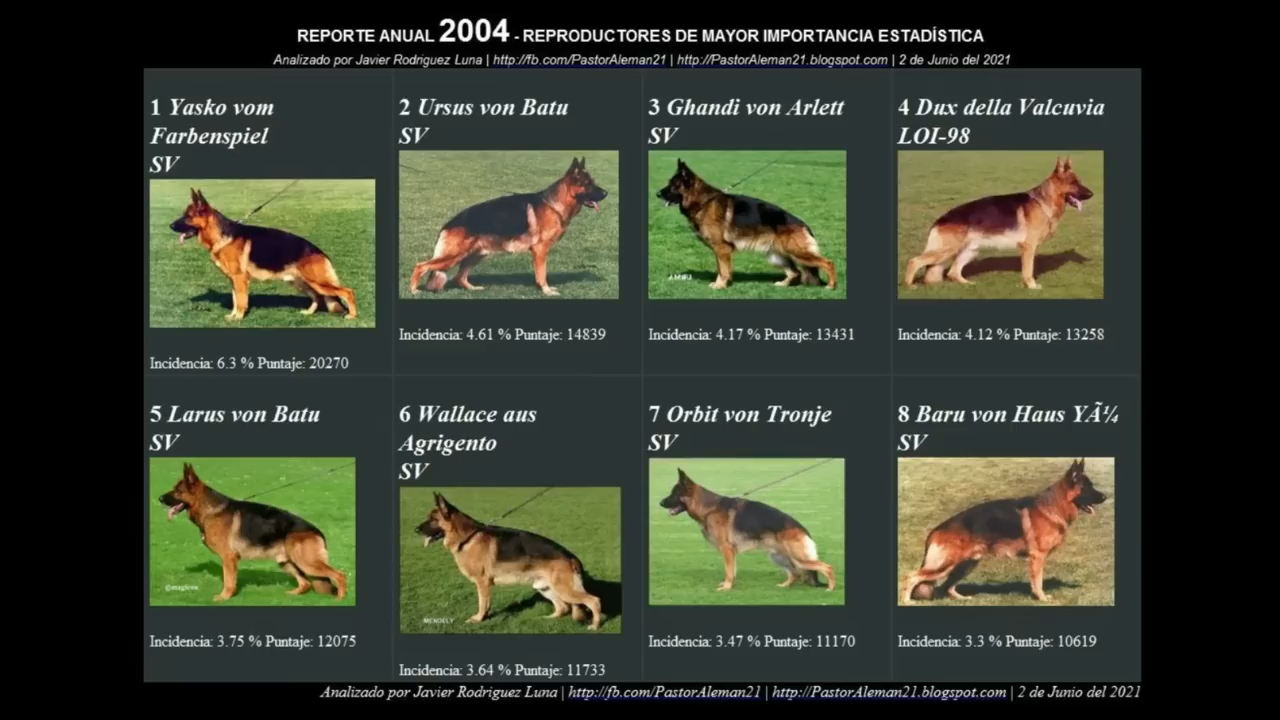 REPORTE ANUAL 2004 - REPRODUCTORES DE MAYOR IMPORTANCIA ESTADÍSTICA
Analizado por Javier Rodriguez Luna | http://fb.com/PastorAleman21 | http://PastorAleman21.blogspot.com | 2 de Junio del 2021
1 Yasko vom
Farbenspiel
SV
Incidencia: 6.3 % Puntaje: 20270
2 Ursus von Batu
SV
Incidencia: 4.61 % Puntaje: 14839
3 Ghandi von Arlett
SV
Incidencia: 4.17 % Puntaje: 13431
4 Dux della Valcuvia
LOI-98
Incidencia: 4.12 % Puntaje: 13258
5 Larus von Batu
SV
Incidencia: 3.75 % Puntaje: 12075
6 Wallace aus
Agrigento
SV
Incidencia: 3.64 % Puntaje: 11733
7 Orbit von Tronje
SV
Incidencia: 3.47 % Puntaje: 11170
8 Baru von Haus YÃ¼
SV
Incidencia: 3.3 % Puntaje: 10619
Analizado por Javier Rodriguez Luna | http://fb.com/PastorAleman21 | http://PastorAleman21.blogspot.com | 2 de Junio del 2021